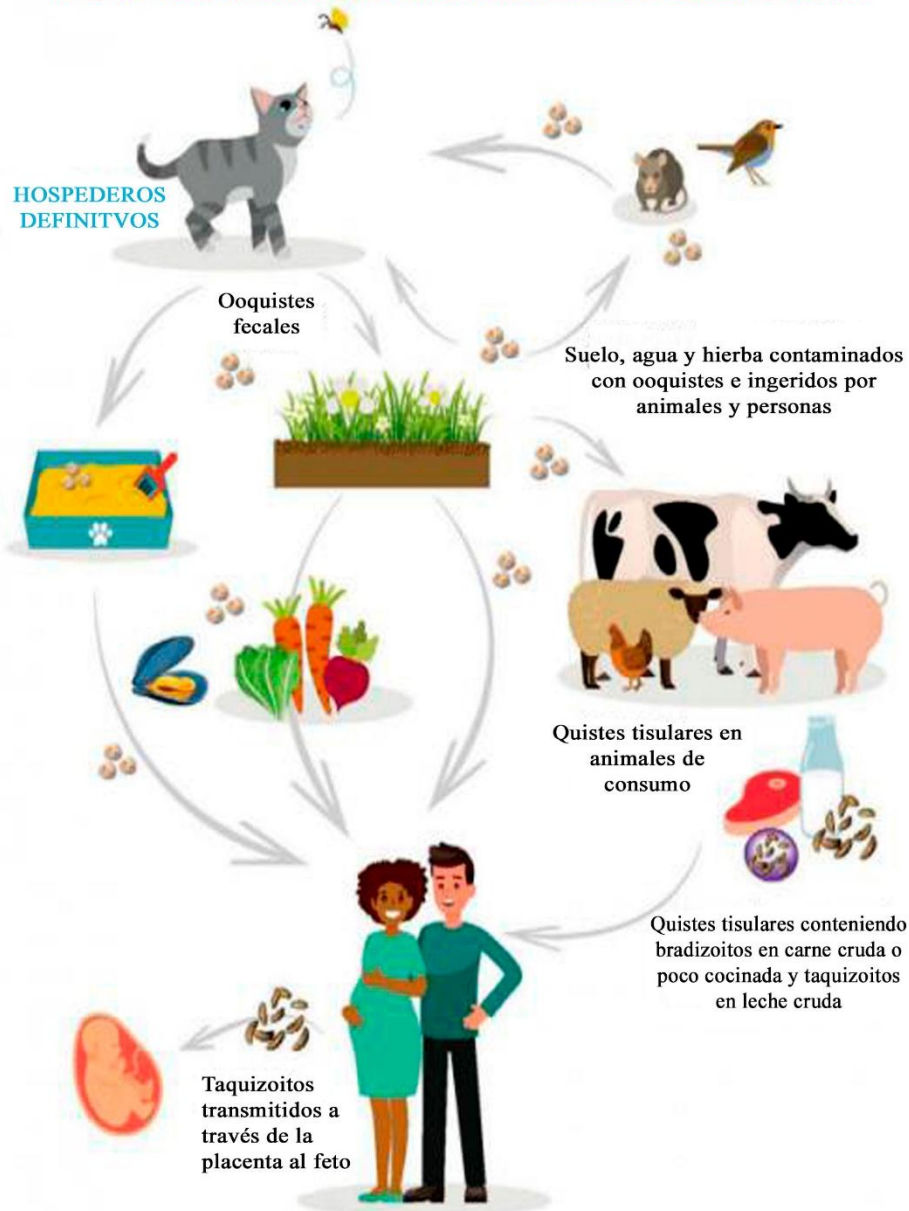 HOSPEDEROS
DEFINITVOS
Ooquistes
fecales
Suelo, agua y hierba contaminados
con ooquistes e ingeridos por
animales y personas
Quistes tisulares en
animales de
consumo
Quistes tisulares conteniendo
bradizoitos en carne cruda o
poco cocinada y taquizoitos
en leche cruda
Taquizoitos
transmitidos a
través de la
placenta al feto